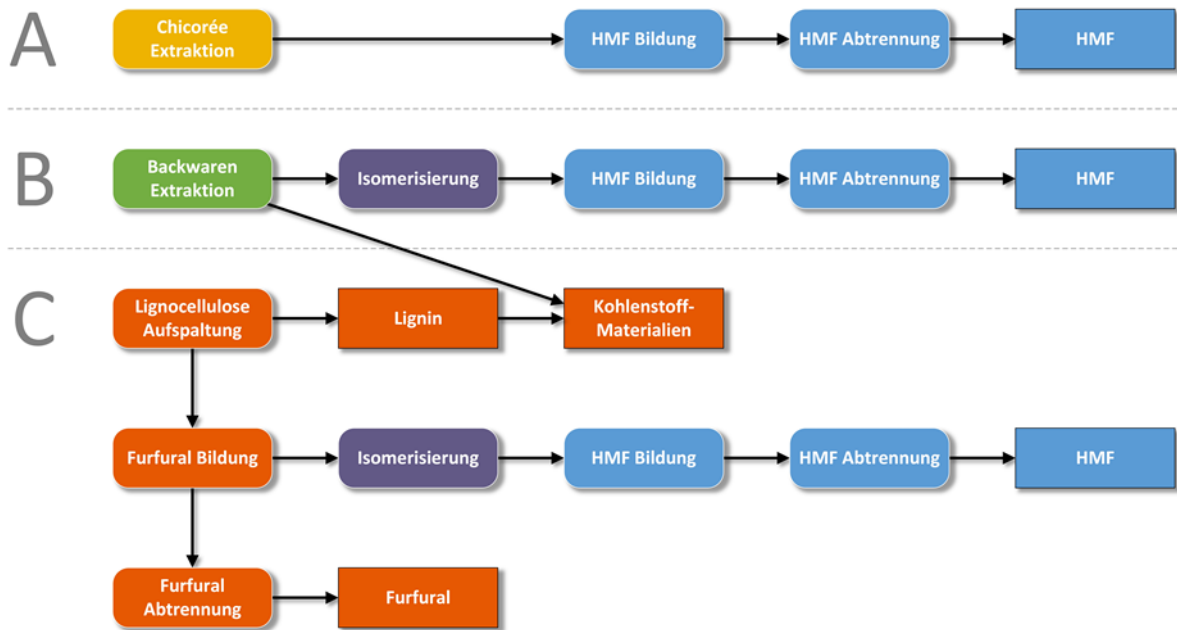 A
Chicorée
Extraktion
HMF Bildung
HMF Abtrennung
HMF
B
Backwaren
Extraktion
Isomerisierung
HMF Bildung
HMF Abtrennung
HMF
C
Lignocellulose
Aufspaltung
Lignin
Kohlenstoff-
Materialien
Furfural Bildung
Isomerisierung
HMF Bildung
HMF Abtrennung
HMF
Furfural
Abtrennung
Furfural